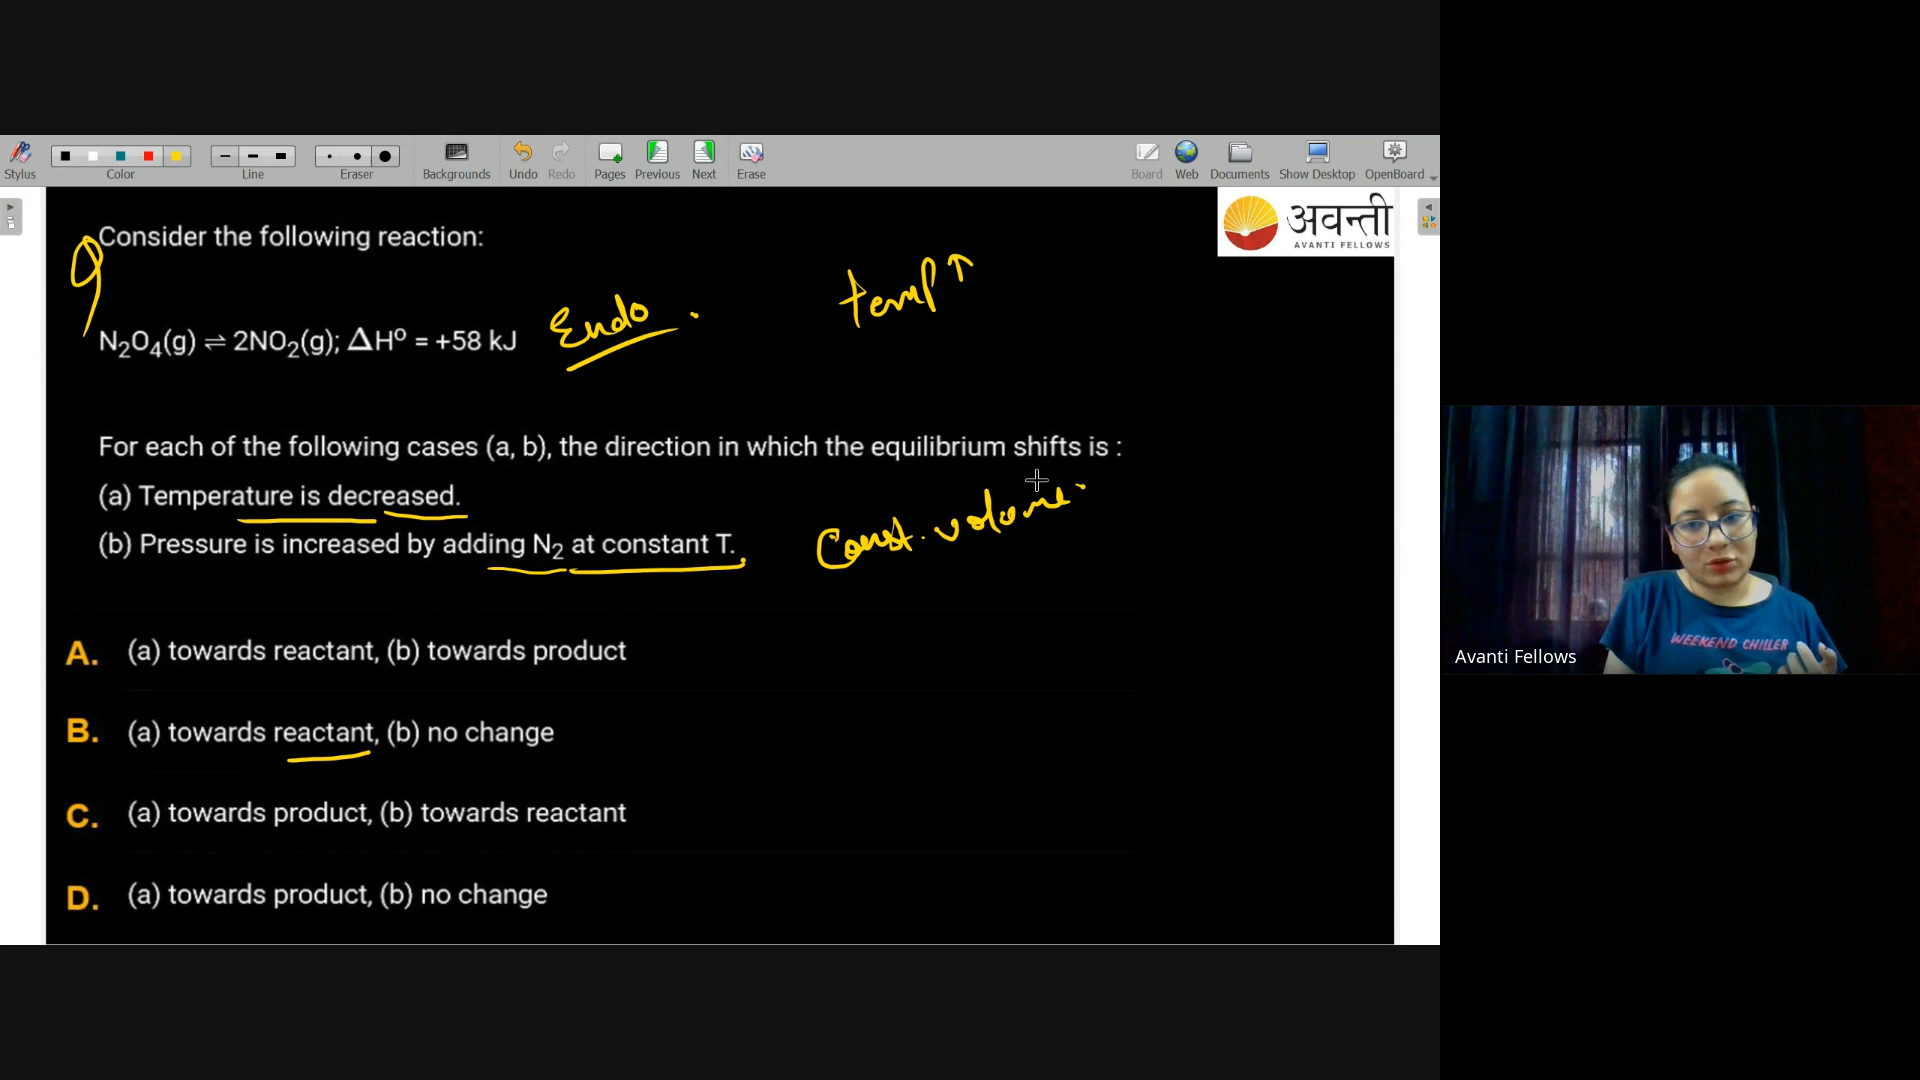 Stylus
Color
Line
Eraser
Backgrounds
Undo
Redo
Pages
Previous
Next
Erase
Board
Web
Documents
Show Desktop
OpenBoard
अवन्ती
AVANTI FELLOWS
9
Consider the following reaction:
temp ↑
N₂O₄(g) ⇌ 2NO₂(g); ΔH⁰ = +58 kJ
Endo.
For each of the following cases (a, b), the direction in which the equilibrium shifts is :
(a) Temperature is decreased.
(b) Pressure is increased by adding N₂ at constant T.
Const. volume.
A. (a) towards reactant, (b) towards product
B. (a) towards reactant, (b) no change
C. (a) towards product, (b) towards reactant
D. (a) towards product, (b) no change
WEEKEND CHILLER
Avanti Fellows